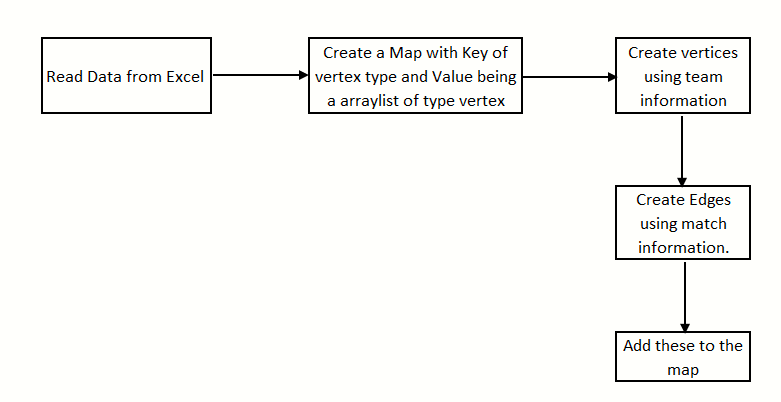 Read Data from Excel
Create a Map with Key of
vertex type and Value being
a arraylist of type vertex
Create vertices
using team
information
Create Edges
using match
information.
Add these to the
map